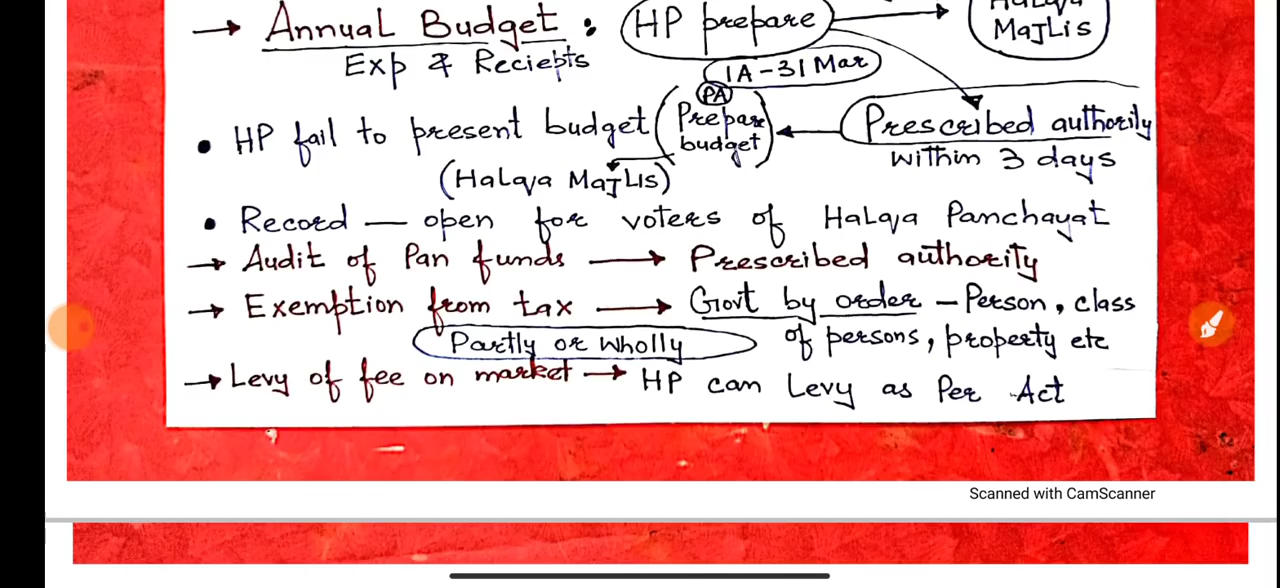 → Annual Budget : HP prepare → Halqa
Majlis
Exp & Reciepts
1A - 31 Mar
PA
• HP fail to present budget (Prepare budget) ← Prescribed authority
within 3 days
(Halqa Majlis)
• Record — open for voters of Halqa Panchayat
→ Audit of Pan funds → Prescribed authority
→ Exemption from tax → Govt by order - Person, class
Partly or wholly of persons, property etc
→ Levy of fee on market → HP can Levy as Per Act
Scanned with CamScanner